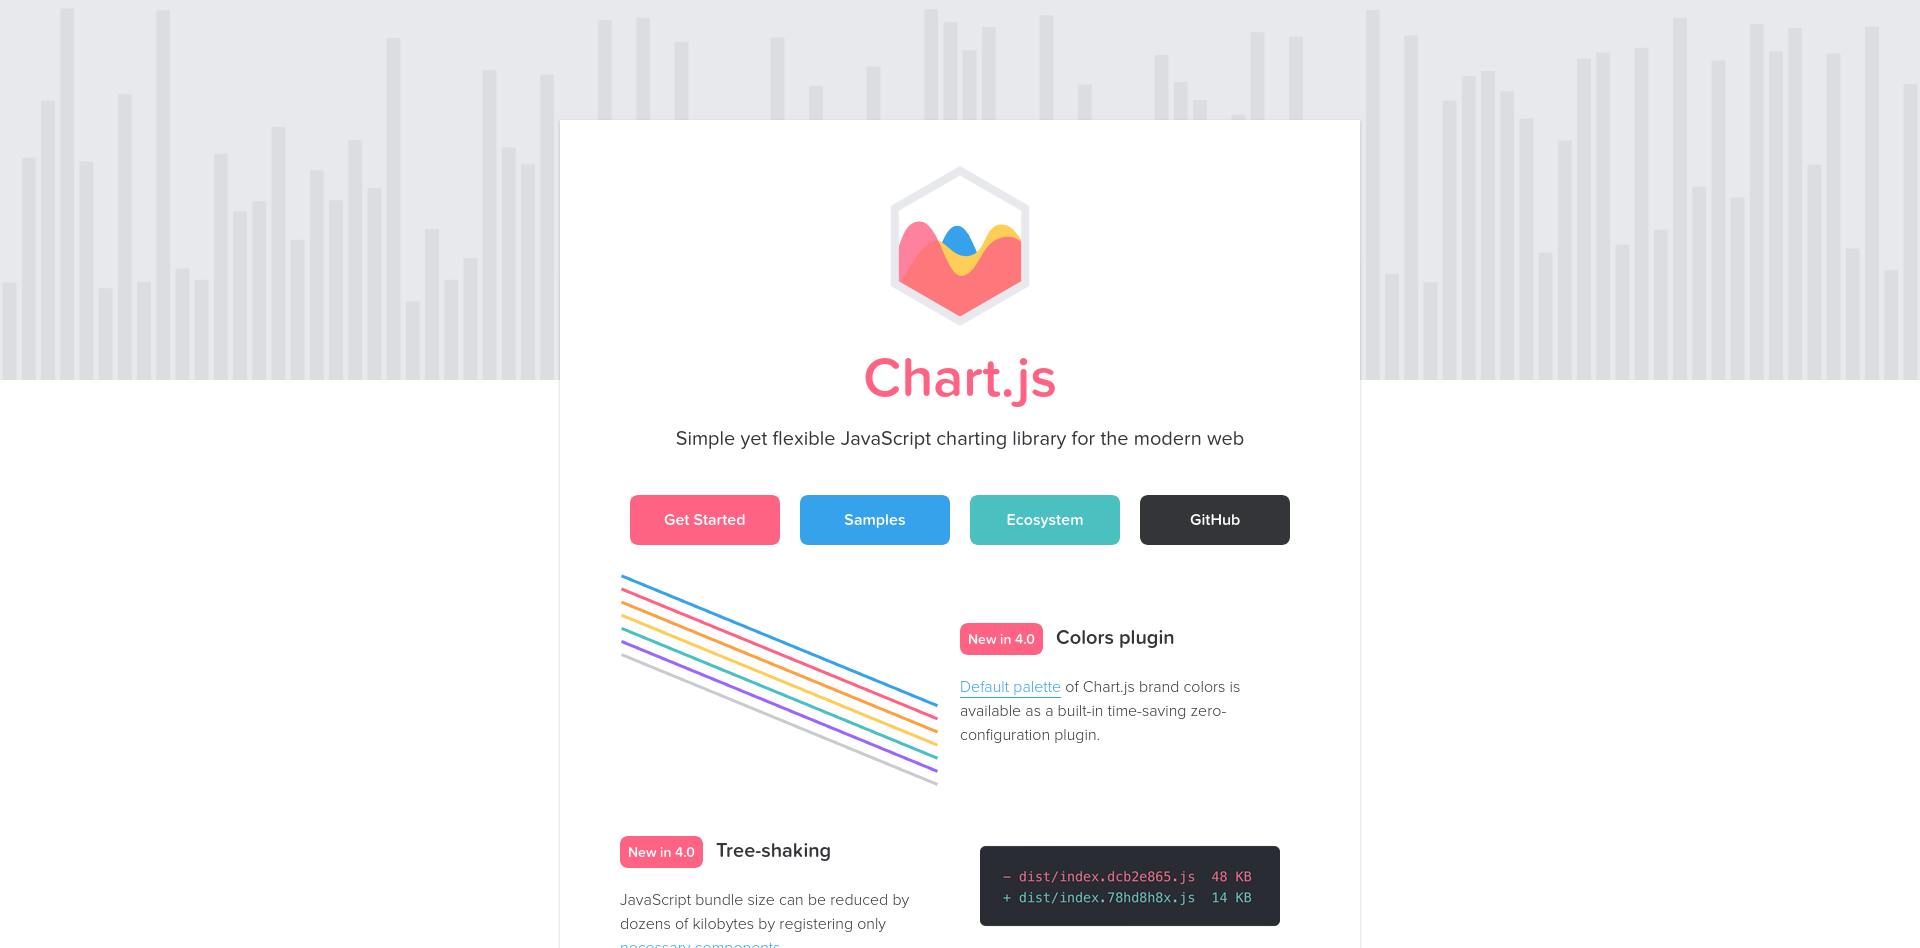 Chart.js
Simple yet flexible JavaScript charting library for the modern web
Get Started
Samples
Ecosystem
GitHub
New in 4.0 Colors plugin
Default palette of Chart.js brand colors is
available as a built-in time-saving zero-
configuration plugin.
New in 4.0 Tree-shaking
JavaScript bundle size can be reduced by
dozens of kilobytes by registering only
necessary components
− dist/index.dcb2e865.js 48 KB
+ dist/index.78hd8h8x.js 14 KB